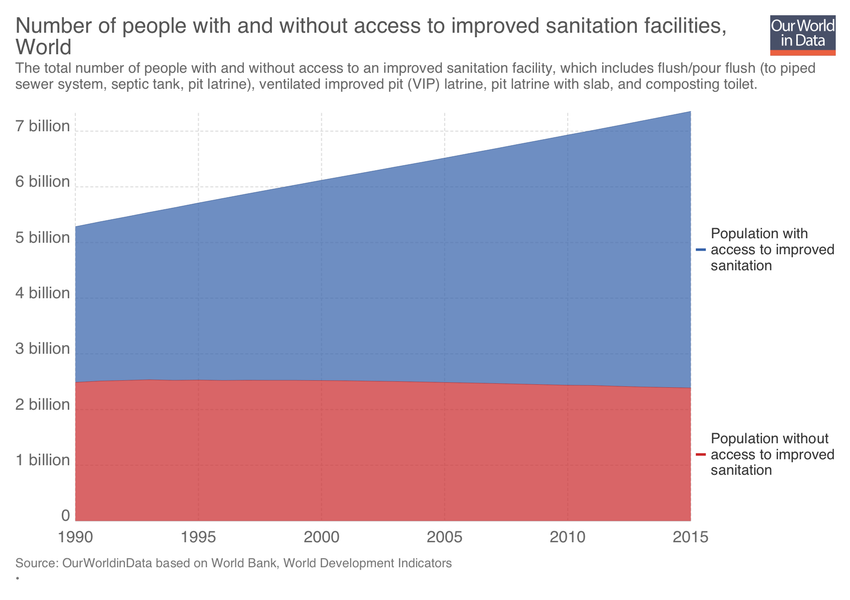 Number of people with and without access to improved sanitation facilities,
World
Our World
in Data
The total number of people with and without access to an improved sanitation facility, which includes flush/pour flush (to piped
sewer system, septic tank, pit latrine), ventilated improved pit (VIP) latrine, pit latrine with slab, and composting toilet.
7 billion
6 billion
5 billion
4 billion
3 billion
2 billion
1 billion
0
Population with
access to improved
sanitation
Population without
access to improved
sanitation
1990
1995
2000
2005
2010
2015
Source: OurWorldinData based on World Bank, World Development Indicators
•